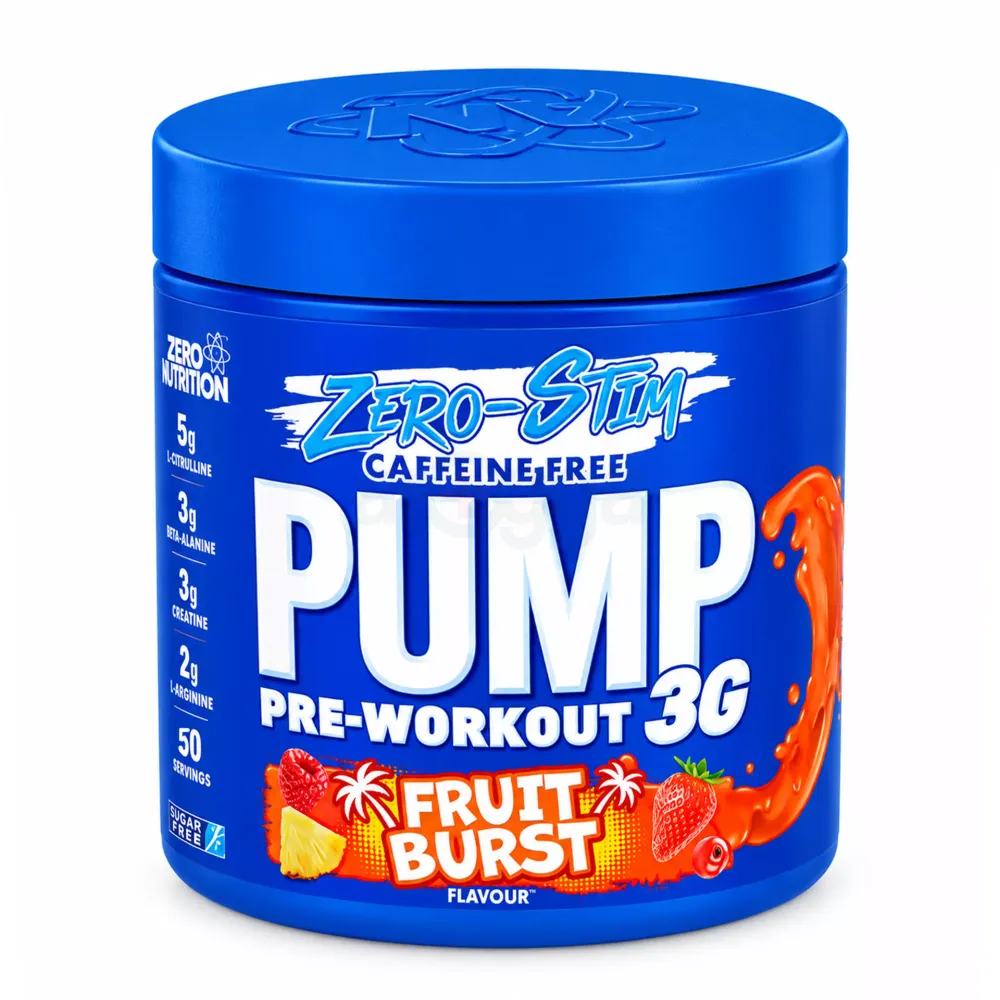 ZERO
NUTRITION
5g
L-CITRULLINE
3g
BETA-ALANINE
3g
CREATINE
2g
L-ARGININE
50
SERVINGS
SUGAR
FREE
ZERO-STIM
CAFFEINE FREE
PUMP
PRE-WORKOUT 3G
FRUIT
BURST
FLAVOUR™